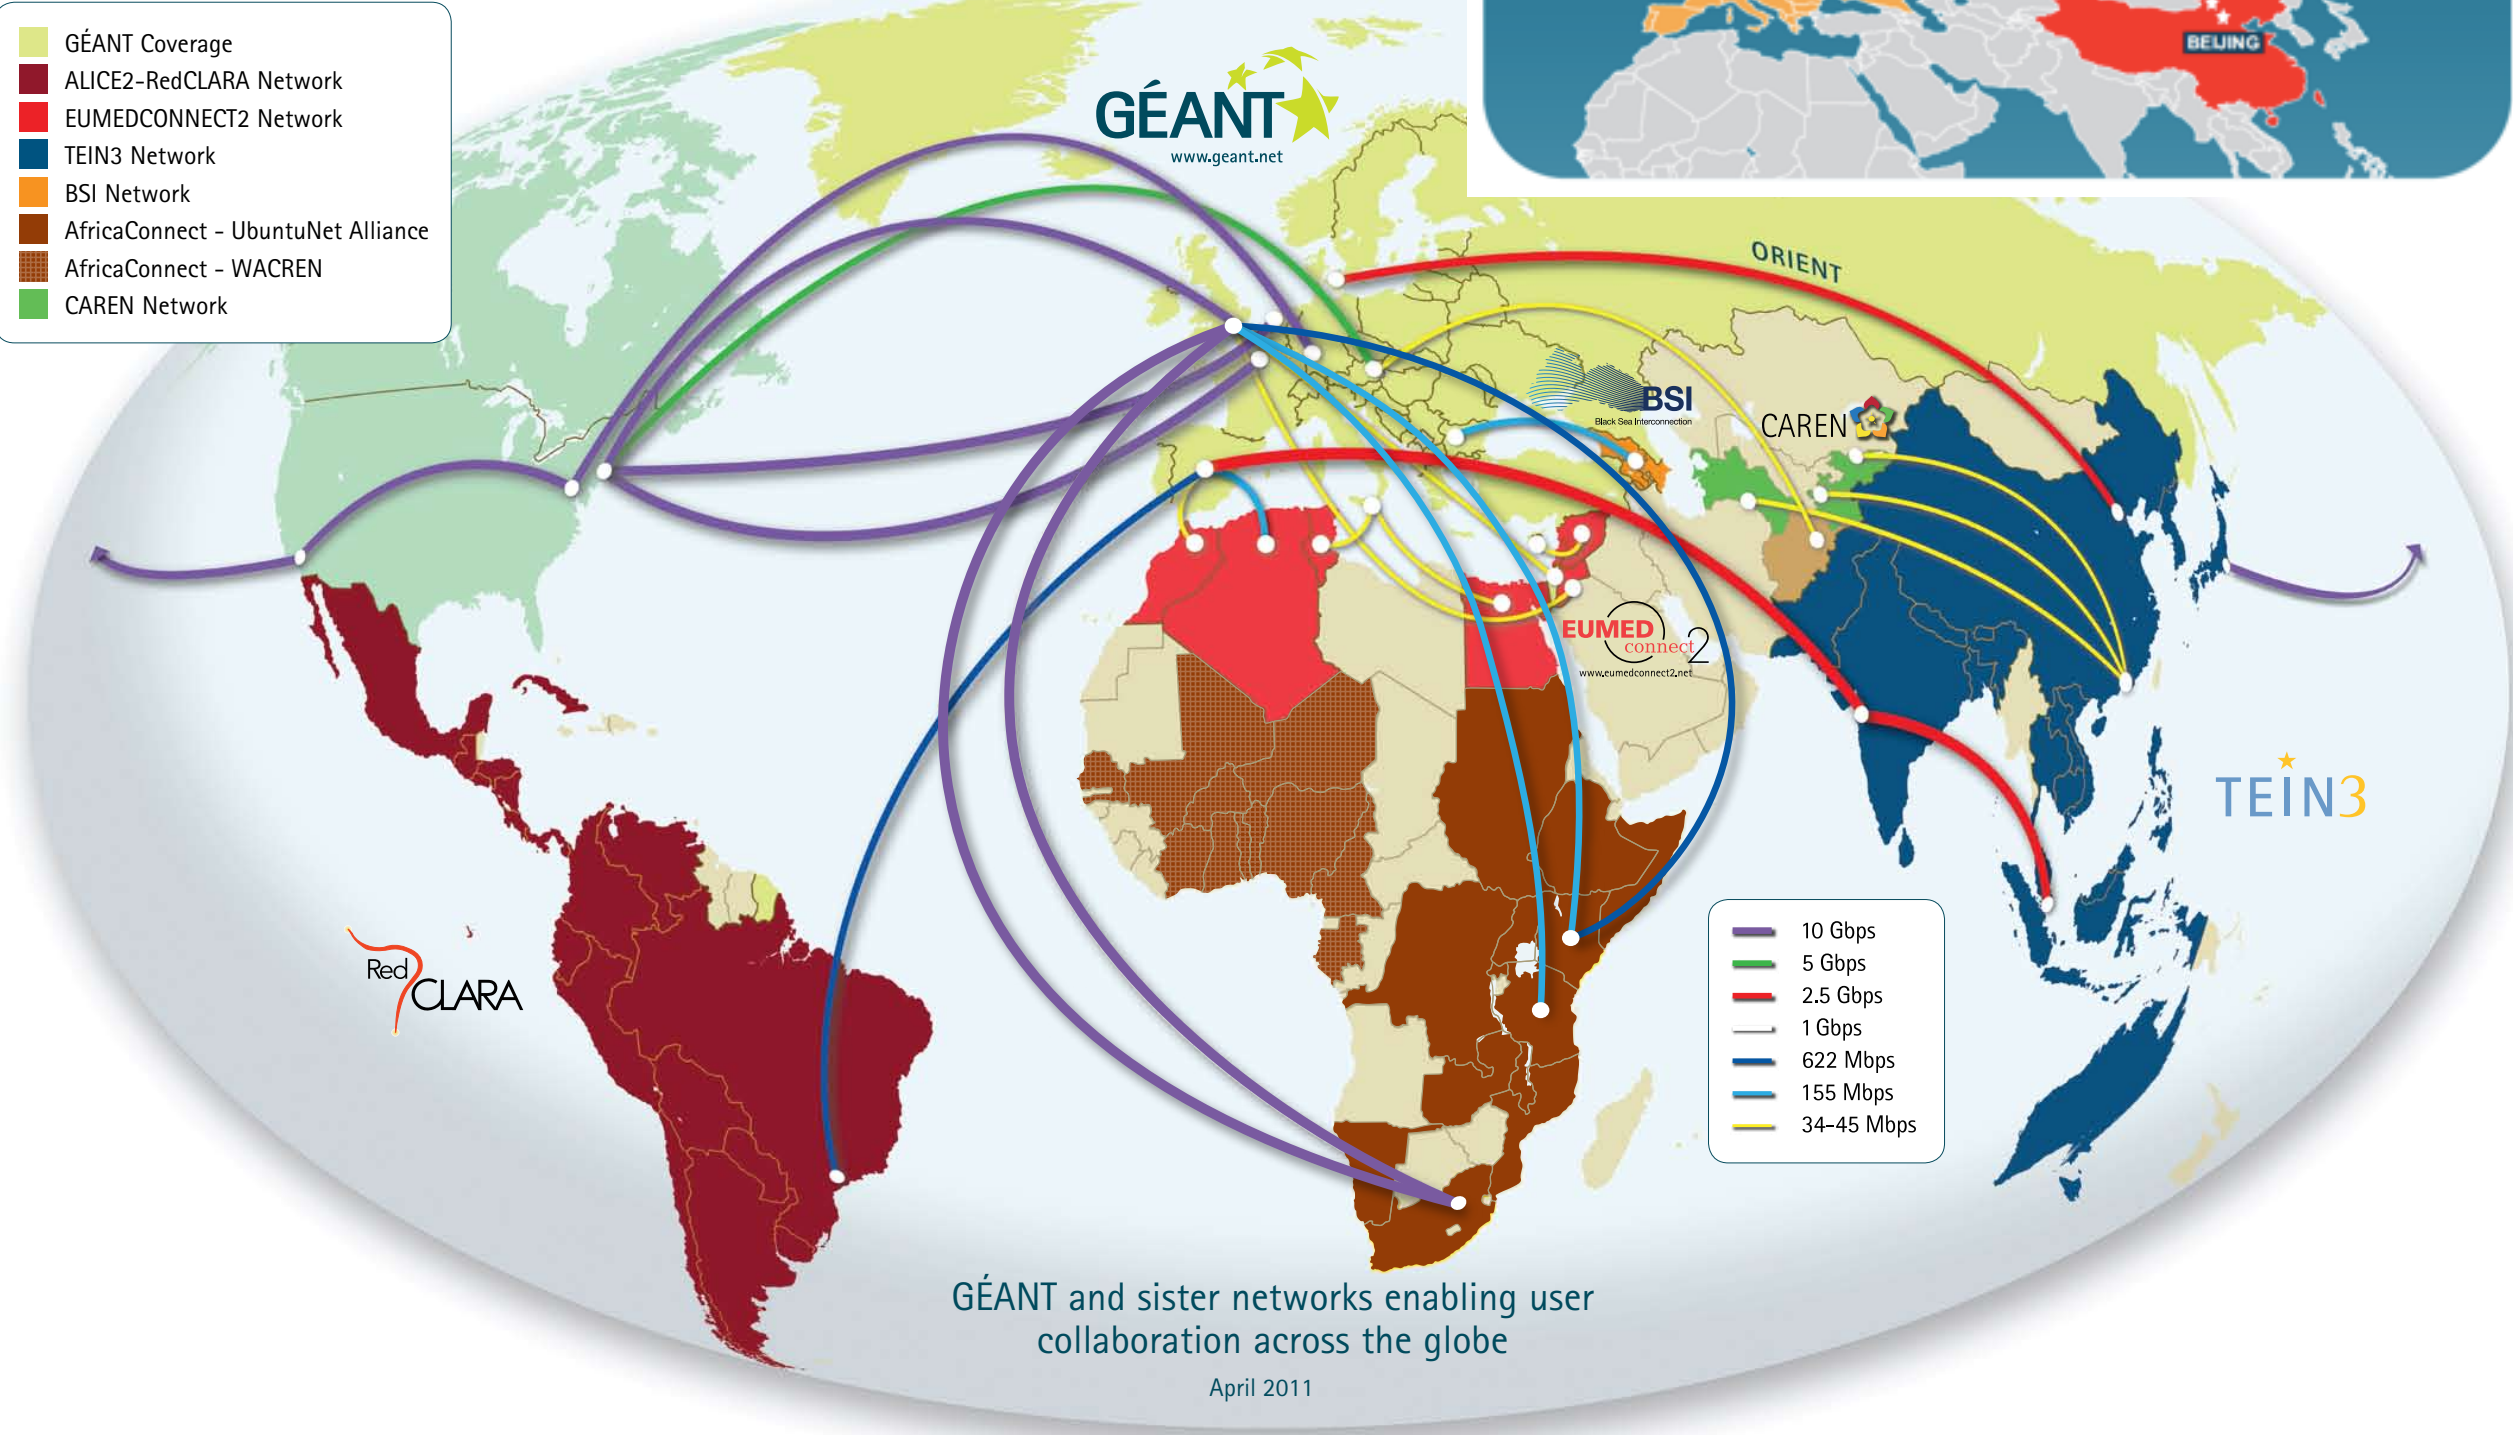 GÉANT Coverage
ALICE2-RedCLARA Network
EUMEDCONNECT2 Network
TEIN3 Network
BSI Network
AfricaConnect - UbuntuNet Alliance
AfricaConnect - WACREN
CAREN Network
GÉANT
www.geant.net
BEIJING
ORIENT
BSI
Black Sea Interconnection
CAREN
EUMED
connect2
www.eumedconnect2.net
TEIN3
Red
CLARA
10 Gbps
5 Gbps
2.5 Gbps
1 Gbps
622 Mbps
155 Mbps
34-45 Mbps
GÉANT and sister networks enabling user
collaboration across the globe
April 2011